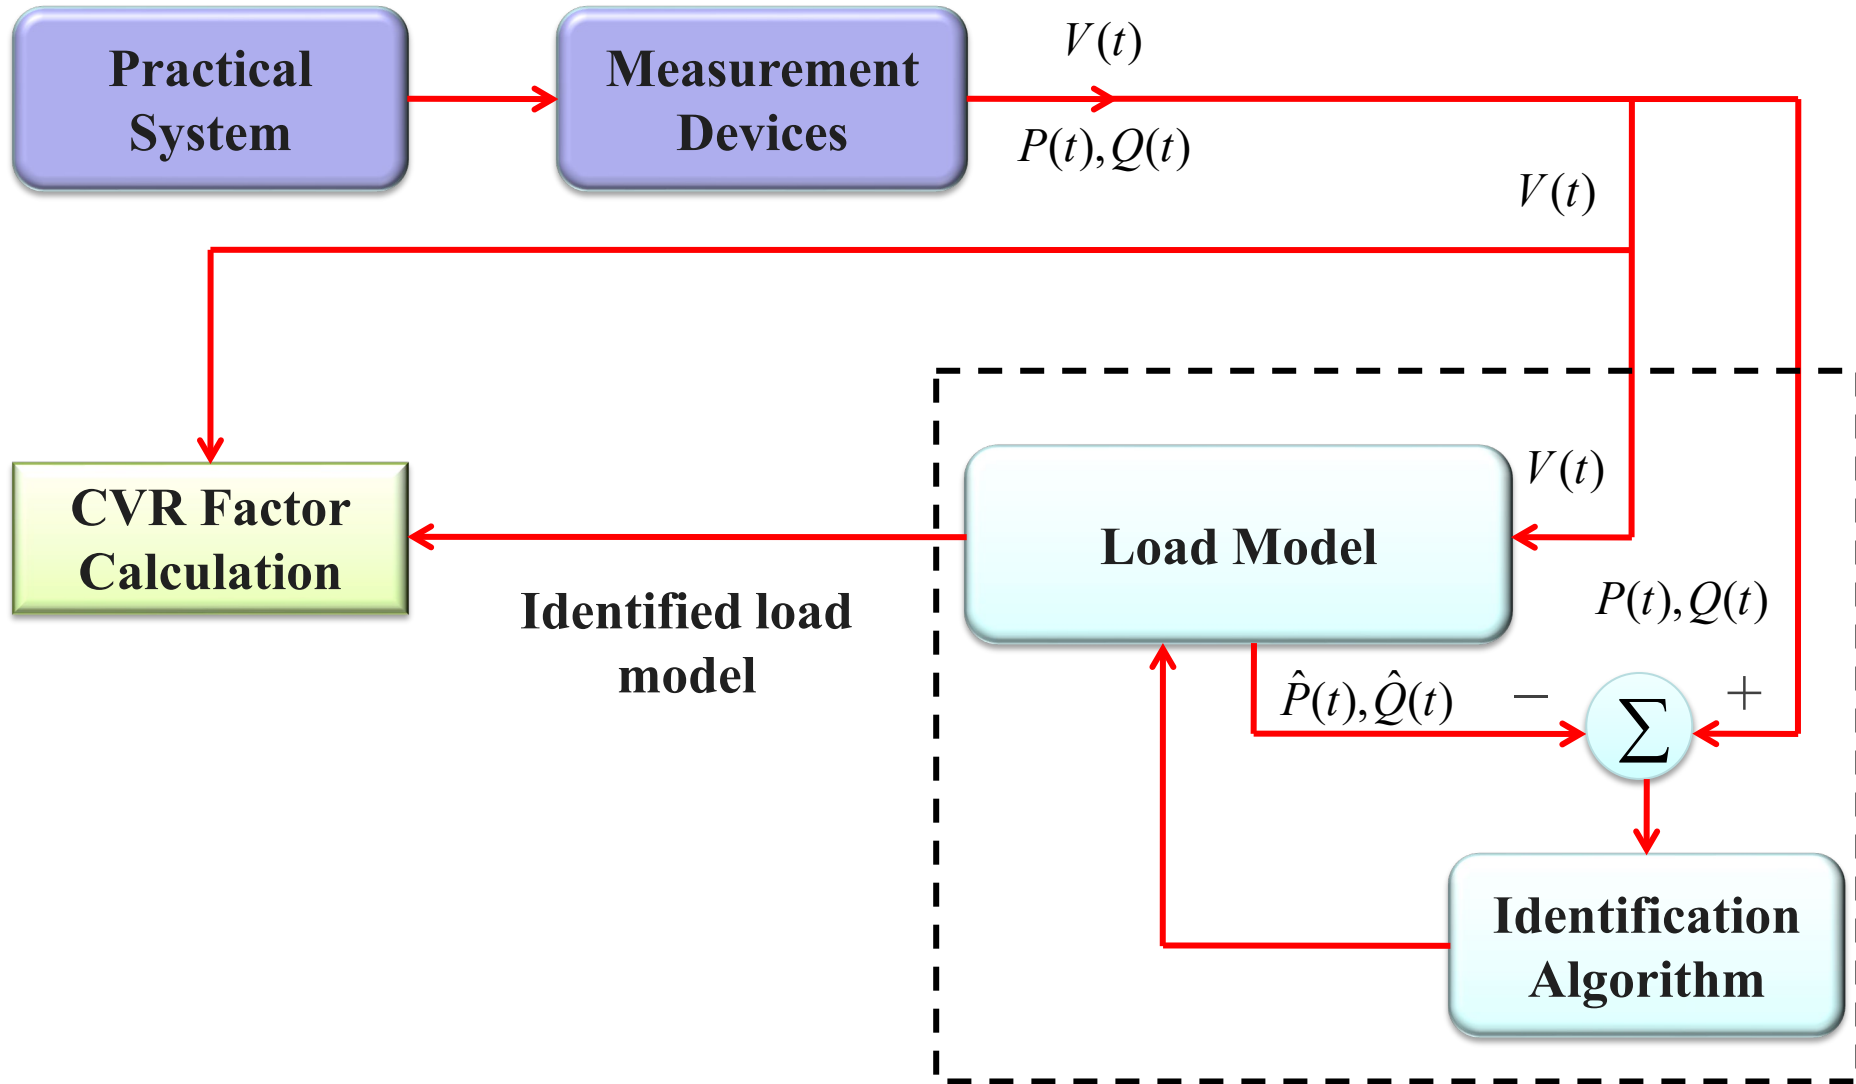 Practical
System
Measurement
Devices
V(t)
P(t),Q(t)
V(t)
CVR Factor
Calculation
Identified load
model
Load Model
V(t)
P(t),Q(t)
P̂(t),Q̂(t)
−
∑
+
Identification
Algorithm